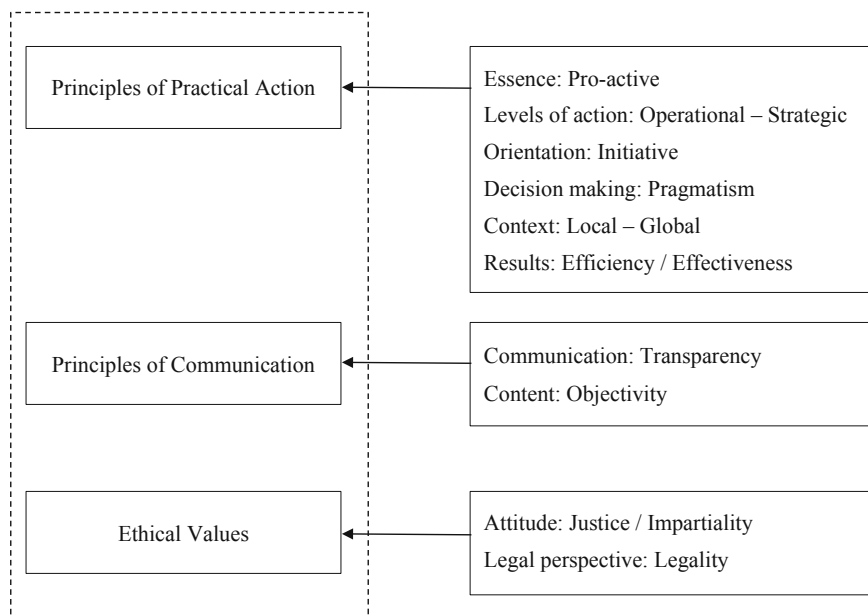 Principles of Practical Action
Essence: Pro-active
Levels of action: Operational – Strategic
Orientation: Initiative
Decision making: Pragmatism
Context: Local – Global
Results: Efficiency / Effectiveness
Principles of Communication
Communication: Transparency
Content: Objectivity
Ethical Values
Attitude: Justice / Impartiality
Legal perspective: Legality